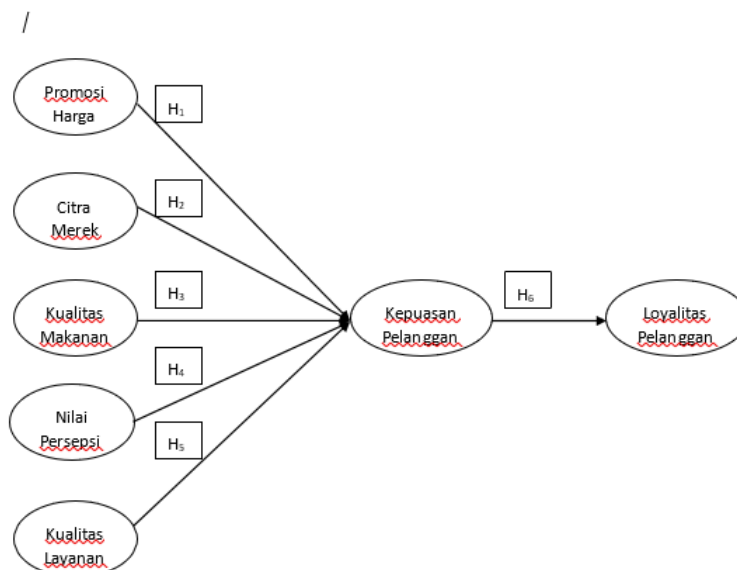 /
Promosi
Harga
H₁
Citra
Merek
H₂
Kualitas
Makanan
H₃
Kepuasan
Pelanggan
H₆
Loyalitas
Pelanggan
H₄
Nilai
Persepsi
H₅
Kualitas
Layanan